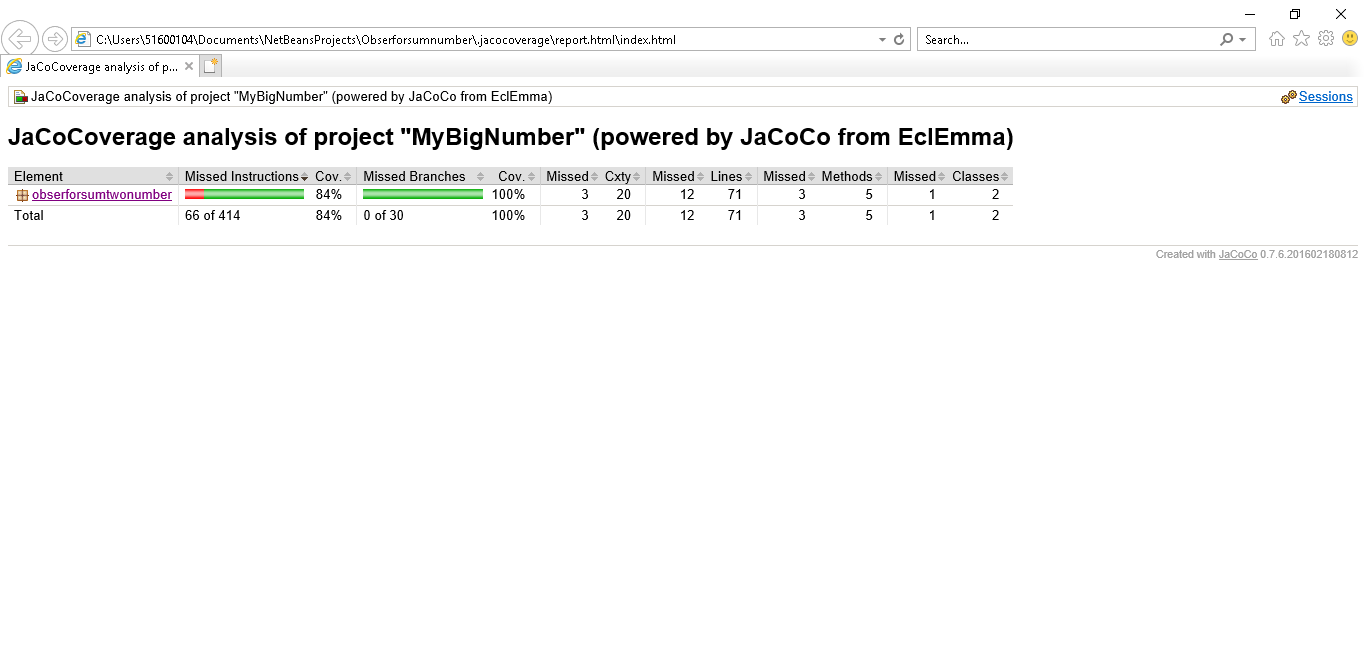 C:\Users\51600104\Documents\NetBeansProjects\Obserforsumnumber\.jacocoverage\report.html\index.html Search...
JaCoCoverage analysis of p...
JaCoCoverage analysis of project "MyBigNumber" (powered by JaCoCo from EclEmma) Sessions
JaCoCoverage analysis of project "MyBigNumber" (powered by JaCoCo from EclEmma)
Element Missed Instructions Cov. Missed Branches Cov. Missed Cxty Missed Lines Missed Methods Missed Classes
obserforsumtwonumber 84% 100% 3 20 12 71 3 5 1 2
Total 66 of 414 84% 0 of 30 100% 3 20 12 71 3 5 1 2
Created with JaCoCo 0.7.6.201602180812